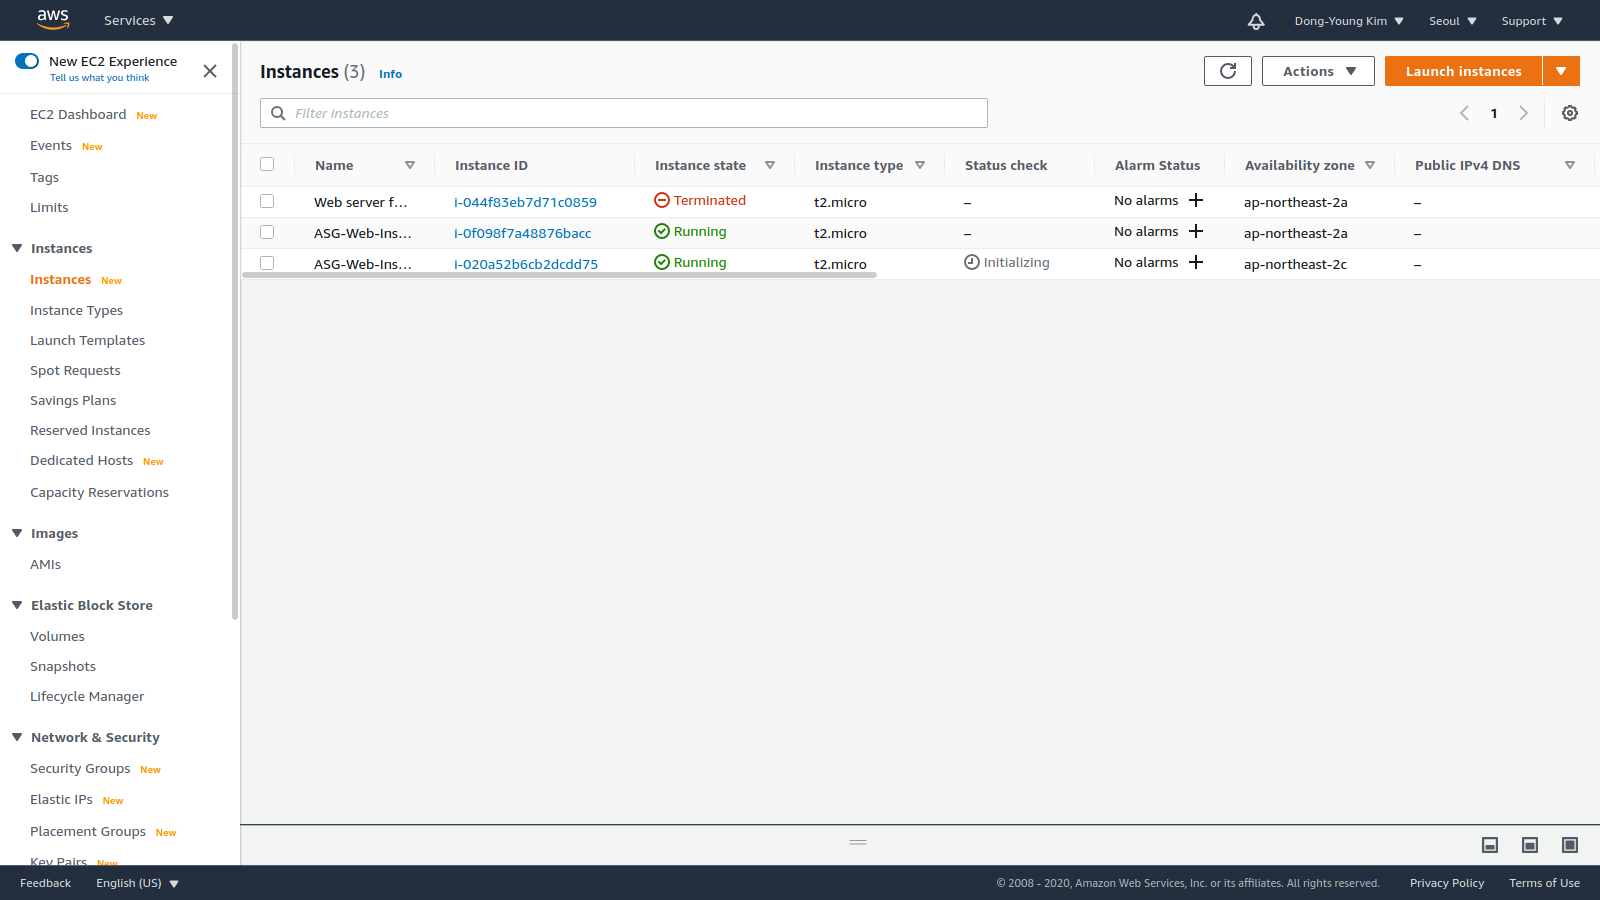 aws Services Dong-Young Kim Seoul Support
New EC2 Experience
Tell us what you think
EC2 Dashboard New
Events New
Tags
Limits
Instances
Instances New
Instance Types
Launch Templates
Spot Requests
Savings Plans
Reserved Instances
Dedicated Hosts New
Capacity Reservations
Images
AMIs
Elastic Block Store
Volumes
Snapshots
Lifecycle Manager
Network & Security
Security Groups New
Elastic IPs New
Placement Groups New
Key Pairs New
Instances (3) Info Actions Launch instances
Filter instances 1
Name Instance ID Instance state Instance type Status check Alarm Status Availability zone Public IPv4 DNS
Web server f... i-044f83eb7d71c0859 Terminated t2.micro – No alarms + ap-northeast-2a –
ASG-Web-Ins... i-0f098f7a48876bacc Running t2.micro – No alarms + ap-northeast-2a –
ASG-Web-Ins... i-020a52b6cb2dcdd75 Running t2.micro Initializing No alarms + ap-northeast-2c –
Feedback English (US) © 2008 - 2020, Amazon Web Services, Inc. or its affiliates. All rights reserved. Privacy Policy Terms of Use